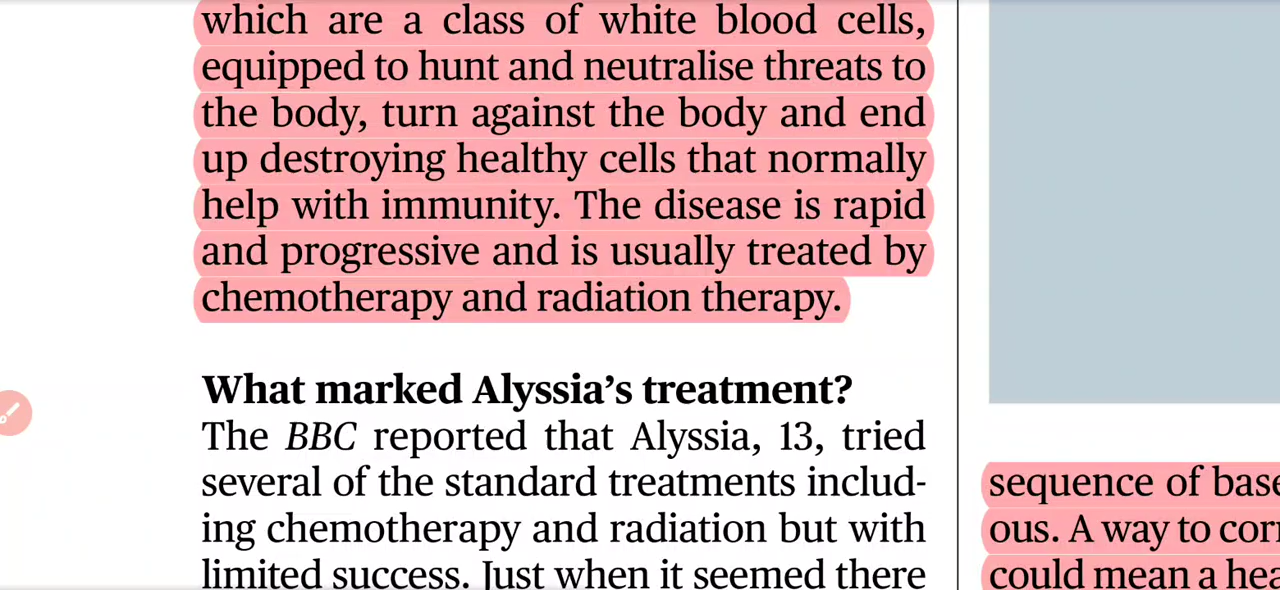 which are a class of white blood cells,
equipped to hunt and neutralise threats to
the body, turn against the body and end
up destroying healthy cells that normally
help with immunity. The disease is rapid
and progressive and is usually treated by
chemotherapy and radiation therapy.
What marked Alyssia’s treatment?
The BBC reported that Alyssia, 13, tried
several of the standard treatments includ-
ing chemotherapy and radiation but with
limited success. Just when it seemed there
sequence of
ous. A way to
could mean a